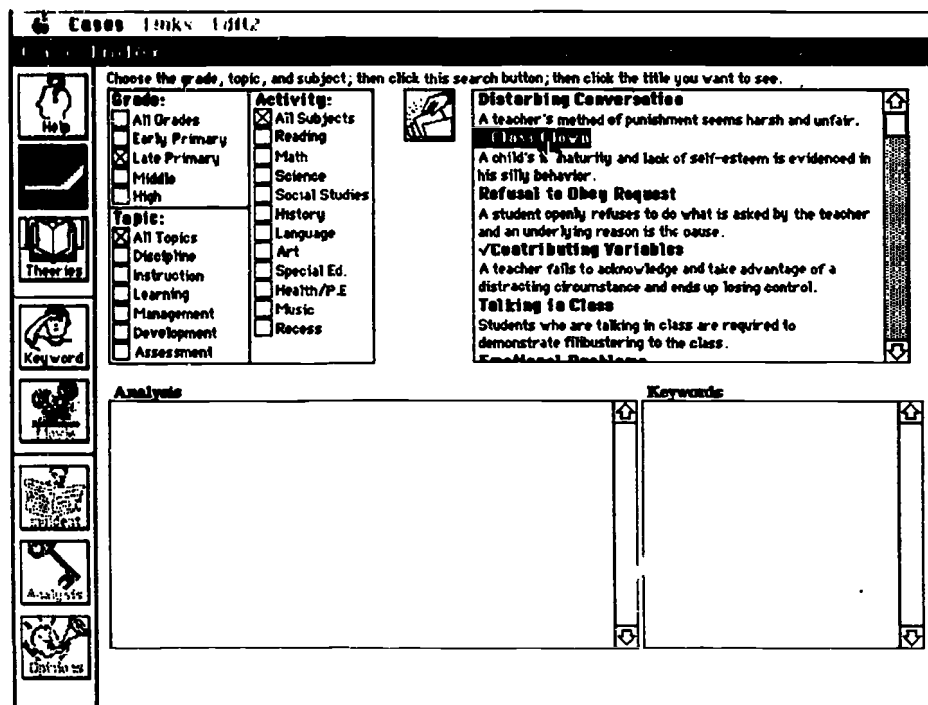 Cases Links Edit
Choose the grade, topic, and subject; then click this search button; then click the title you want to see.
Help
Theories
Keyword
Movie
Incident
Analysis
Opinions
Grade:
All Grades
Early Primary
Late Primary
Middle
High
Topic:
All Topics
Discipline
Instruction
Learning
Management
Development
Assessment
Activity:
All Subjects
Reading
Math
Science
Social Studies
History
Language
Art
Special Ed.
Health/P.E
Music
Recess
Disturbing Conversation
A teacher's method of punishment seems harsh and unfair.
Class Clown
A child's maturity and lack of self-esteem is evidenced in
his silly behavior.
Refusal to Obey Request
A student openly refuses to do what is asked by the teacher
and an underlying reason is the cause.
√Contributing Variables
A teacher fails to acknowledge and take advantage of a
distracting circumstance and ends up losing control.
Talking in Class
Students who are talking in class are required to
demonstrate filibustering to the class.
Emotional Problems
Analysis
Keywords